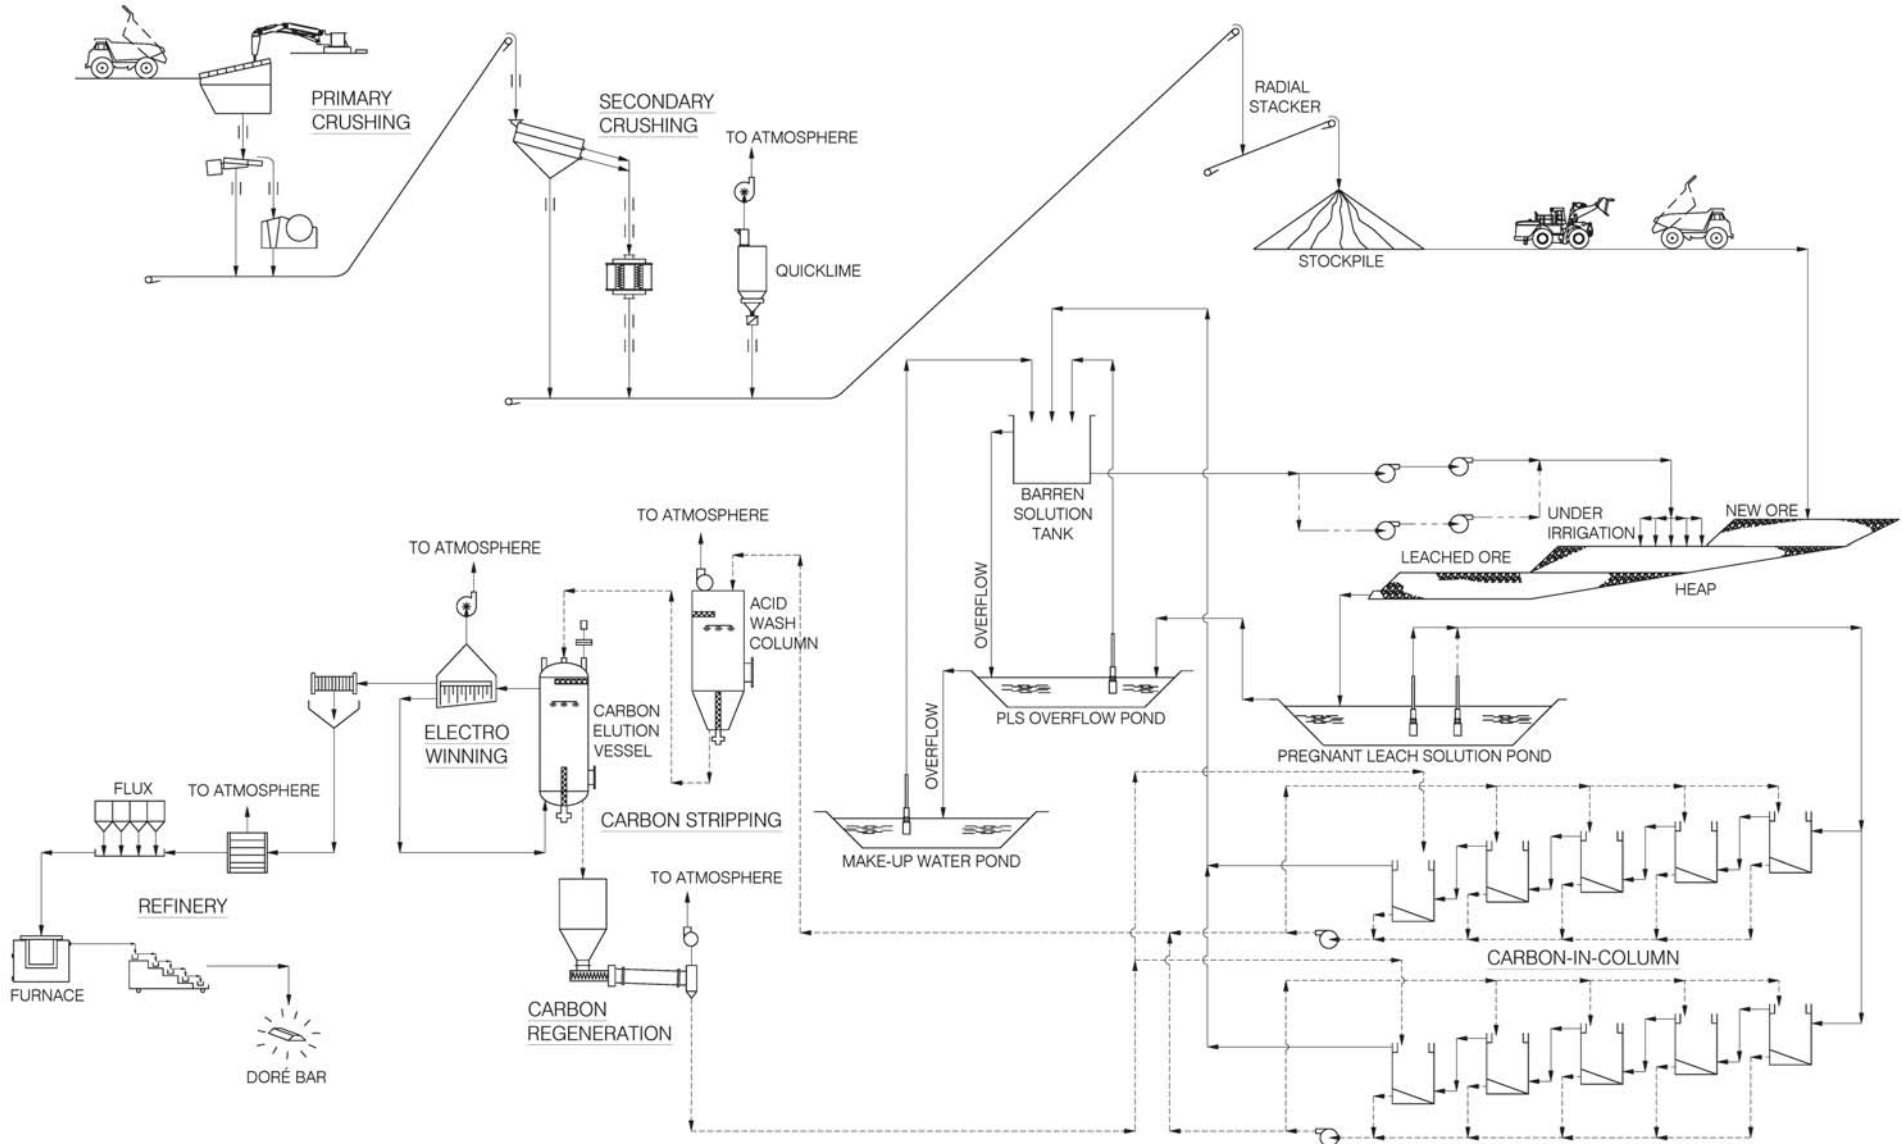 PRIMARY
CRUSHING
SECONDARY
CRUSHING
TO ATMOSPHERE
QUICKLIME
RADIAL
STACKER
STOCKPILE
BARREN
SOLUTION
TANK
UNDER
IRRIGATION
NEW ORE
LEACHED ORE
HEAP
OVERFLOW
PLS OVERFLOW POND
PREGNANT LEACH SOLUTION POND
OVERFLOW
MAKE-UP WATER POND
TO ATMOSPHERE
ACID
WASH
COLUMN
TO ATMOSPHERE
CARBON
ELUTION
VESSEL
ELECTRO
WINNING
CARBON STRIPPING
FLUX
TO ATMOSPHERE
REFINERY
FURNACE
DORÉ BAR
TO ATMOSPHERE
CARBON
REGENERATION
CARBON-IN-COLUMN